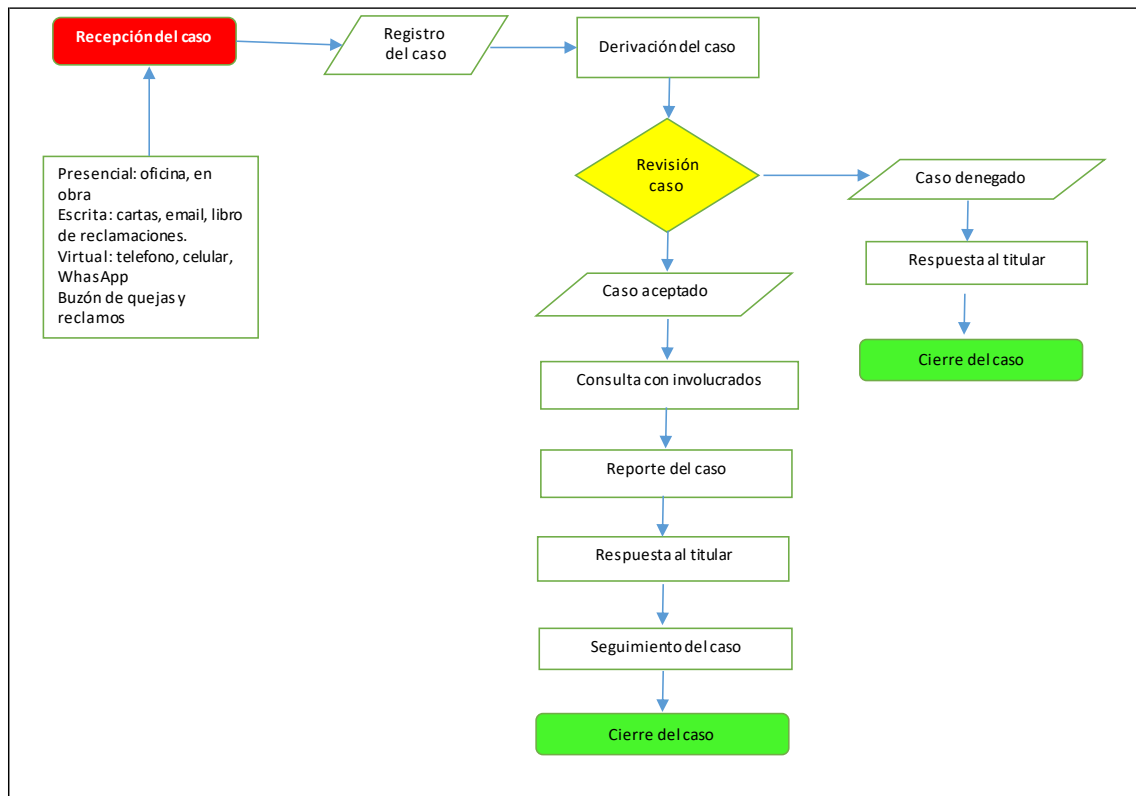 Recepción del caso
Registro
del caso
Derivación del caso
Presencial: oficina, en
obra
Escrita: cartas, email, libro
de reclamaciones.
Virtual: telefono, celular,
WhasApp
Buzón de quejas y
reclamos
Revisión
caso
Caso denegado
Respuesta al titular
Cierre del caso
Caso aceptado
Consulta con involucrados
Reporte del caso
Respuesta al titular
Seguimiento del caso
Cierre del caso